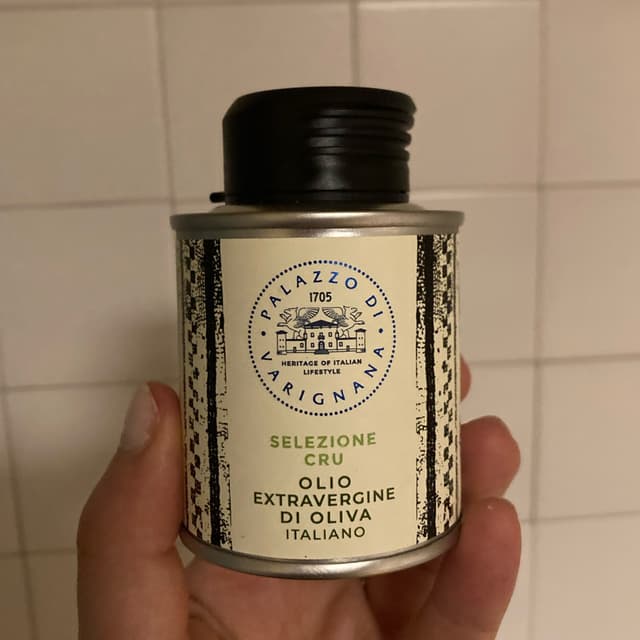 PALAZZO DI
VARIGNANA
1705
HERITAGE OF ITALIAN
LIFESTYLE
SELEZIONE
CRU
OLIO
EXTRAVERGINE
DI OLIVA
ITALIANO